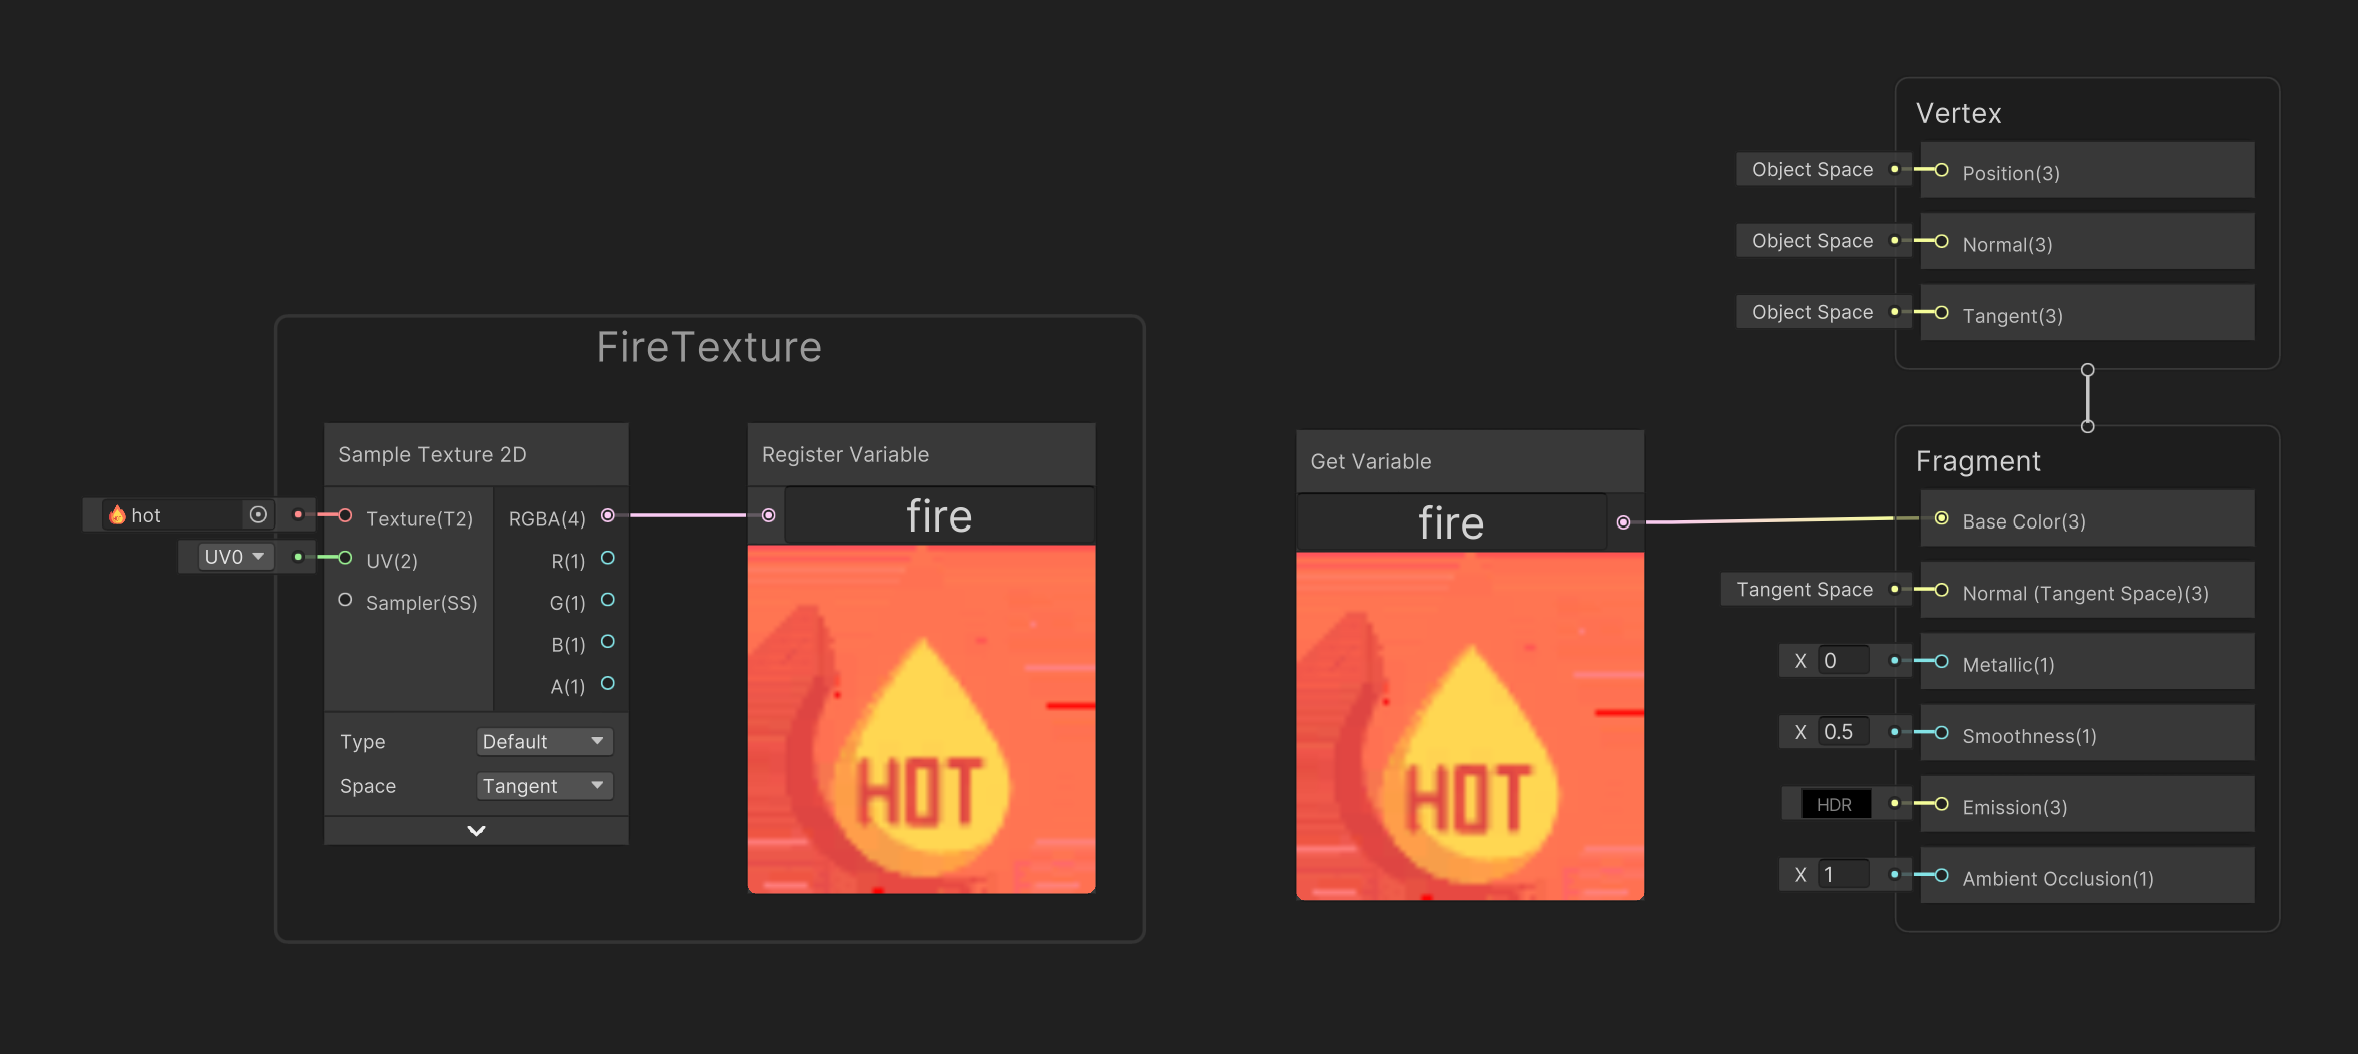 FireTexture
Sample Texture 2D
hot
Texture(T2)
RGBA(4)
UV0
UV(2)
R(1)
Sampler(SS)
G(1)
B(1)
A(1)
Type
Default
Space
Tangent
Register Variable
fire
HOT
Get Variable
fire
HOT
Vertex
Object Space
Position(3)
Object Space
Normal(3)
Object Space
Tangent(3)
Fragment
Base Color(3)
Tangent Space
Normal (Tangent Space)(3)
X 0
Metallic(1)
X 0.5
Smoothness(1)
HDR
Emission(3)
X 1
Ambient Occlusion(1)